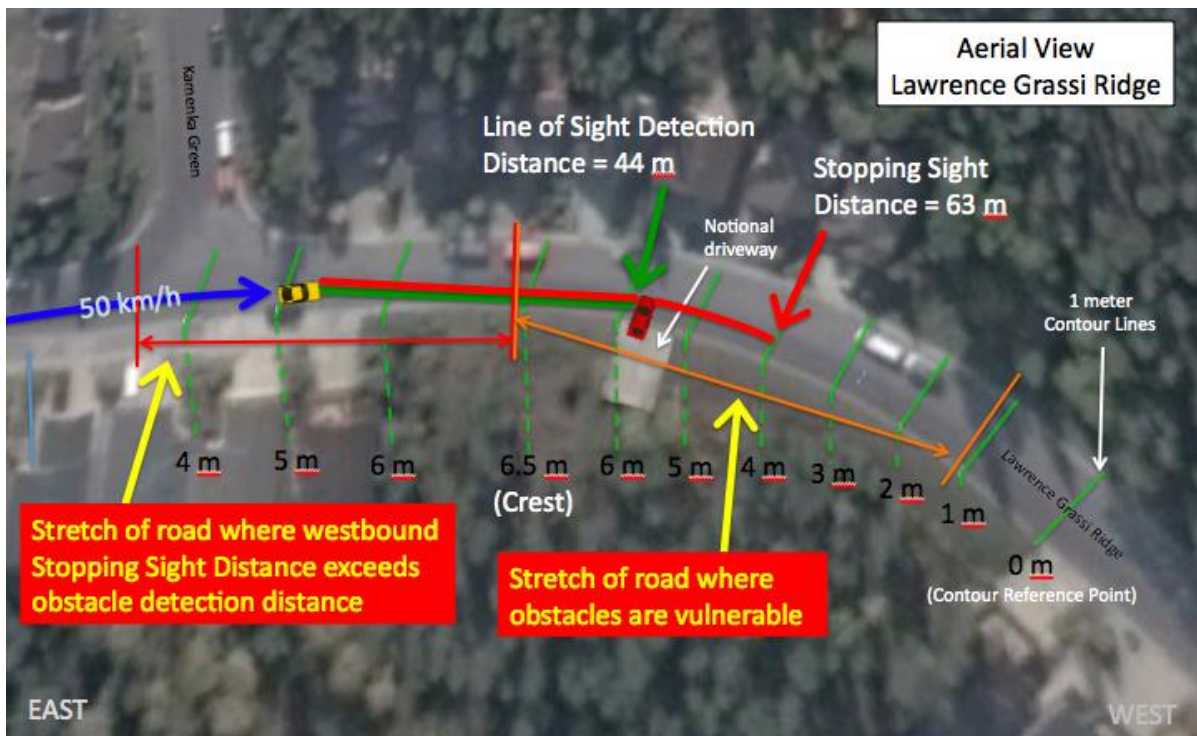 Aerial View
Lawrence Grassi Ridge
Kamenka Green
Line of Sight Detection
Distance = 44 m
Stopping Sight
Distance = 63 m
Notional
driveway
1 meter
Contour Lines
50 km/h
4 m
5 m
6 m
6.5 m
(Crest)
6 m
5 m
4 m
3 m
2 m
1 m
0 m
(Contour Reference Point)
Lawrence Grassi Ridge
Stretch of road where westbound
Stopping Sight Distance exceeds
obstacle detection distance
Stretch of road where
obstacles are vulnerable
EAST
WEST